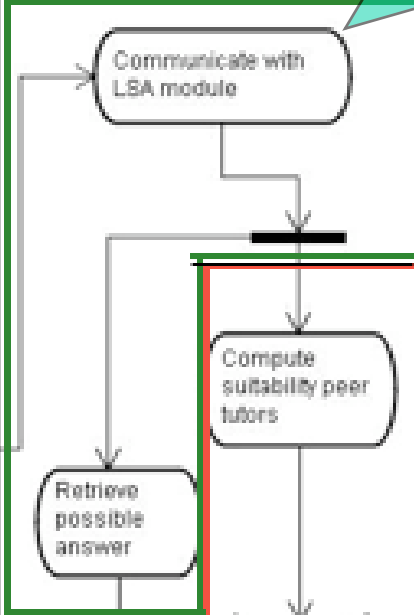 Communicate with
LSA module
Compute
suitability peer
tutors
Retrieve
possible
answer